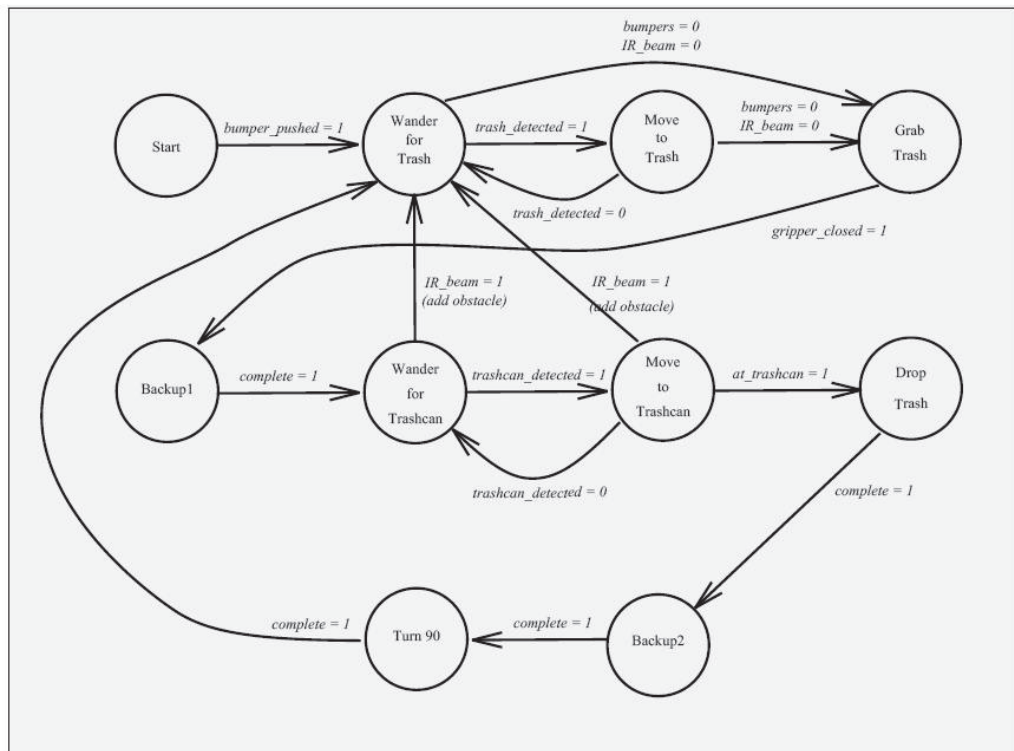 bumpers = 0
IR_beam = 0
Start
bumper_pushed = 1
Wander
for
Trash
trash_detected = 1
Move
to
Trash
bumpers = 0
IR_beam = 0
Grab
Trash
trash_detected = 0
gripper_closed = 1
IR_beam = 1
(add obstacle)
IR_beam = 1
(add obstacle)
Backup1
complete = 1
Wander
for
Trashcan
trashcan_detected = 1
Move
to
Trashcan
at_trashcan = 1
Drop
Trash
trashcan_detected = 0
complete = 1
complete = 1
Turn 90
complete = 1
Backup2